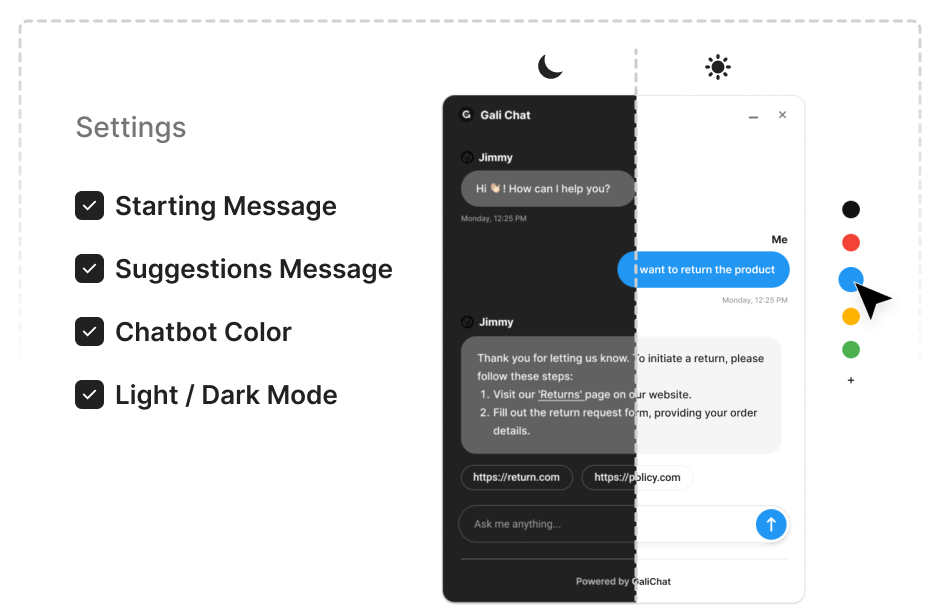 Settings
Starting Message
Suggestions Message
Chatbot Color
Light / Dark Mode
G Gali Chat
Jimmy
Hi 👋🏻 ! How can I help you?
Monday, 12:25 PM
Me
I want to return the product
Monday, 12:25 PM
Jimmy
Thank you for letting us know. To initiate a return, please
follow these steps:
1. Visit our 'Returns' page on our website.
2. Fill out the return request form, providing your order
details.
https://return.com https://policy.com
Ask me anything...
Powered by GaliChat